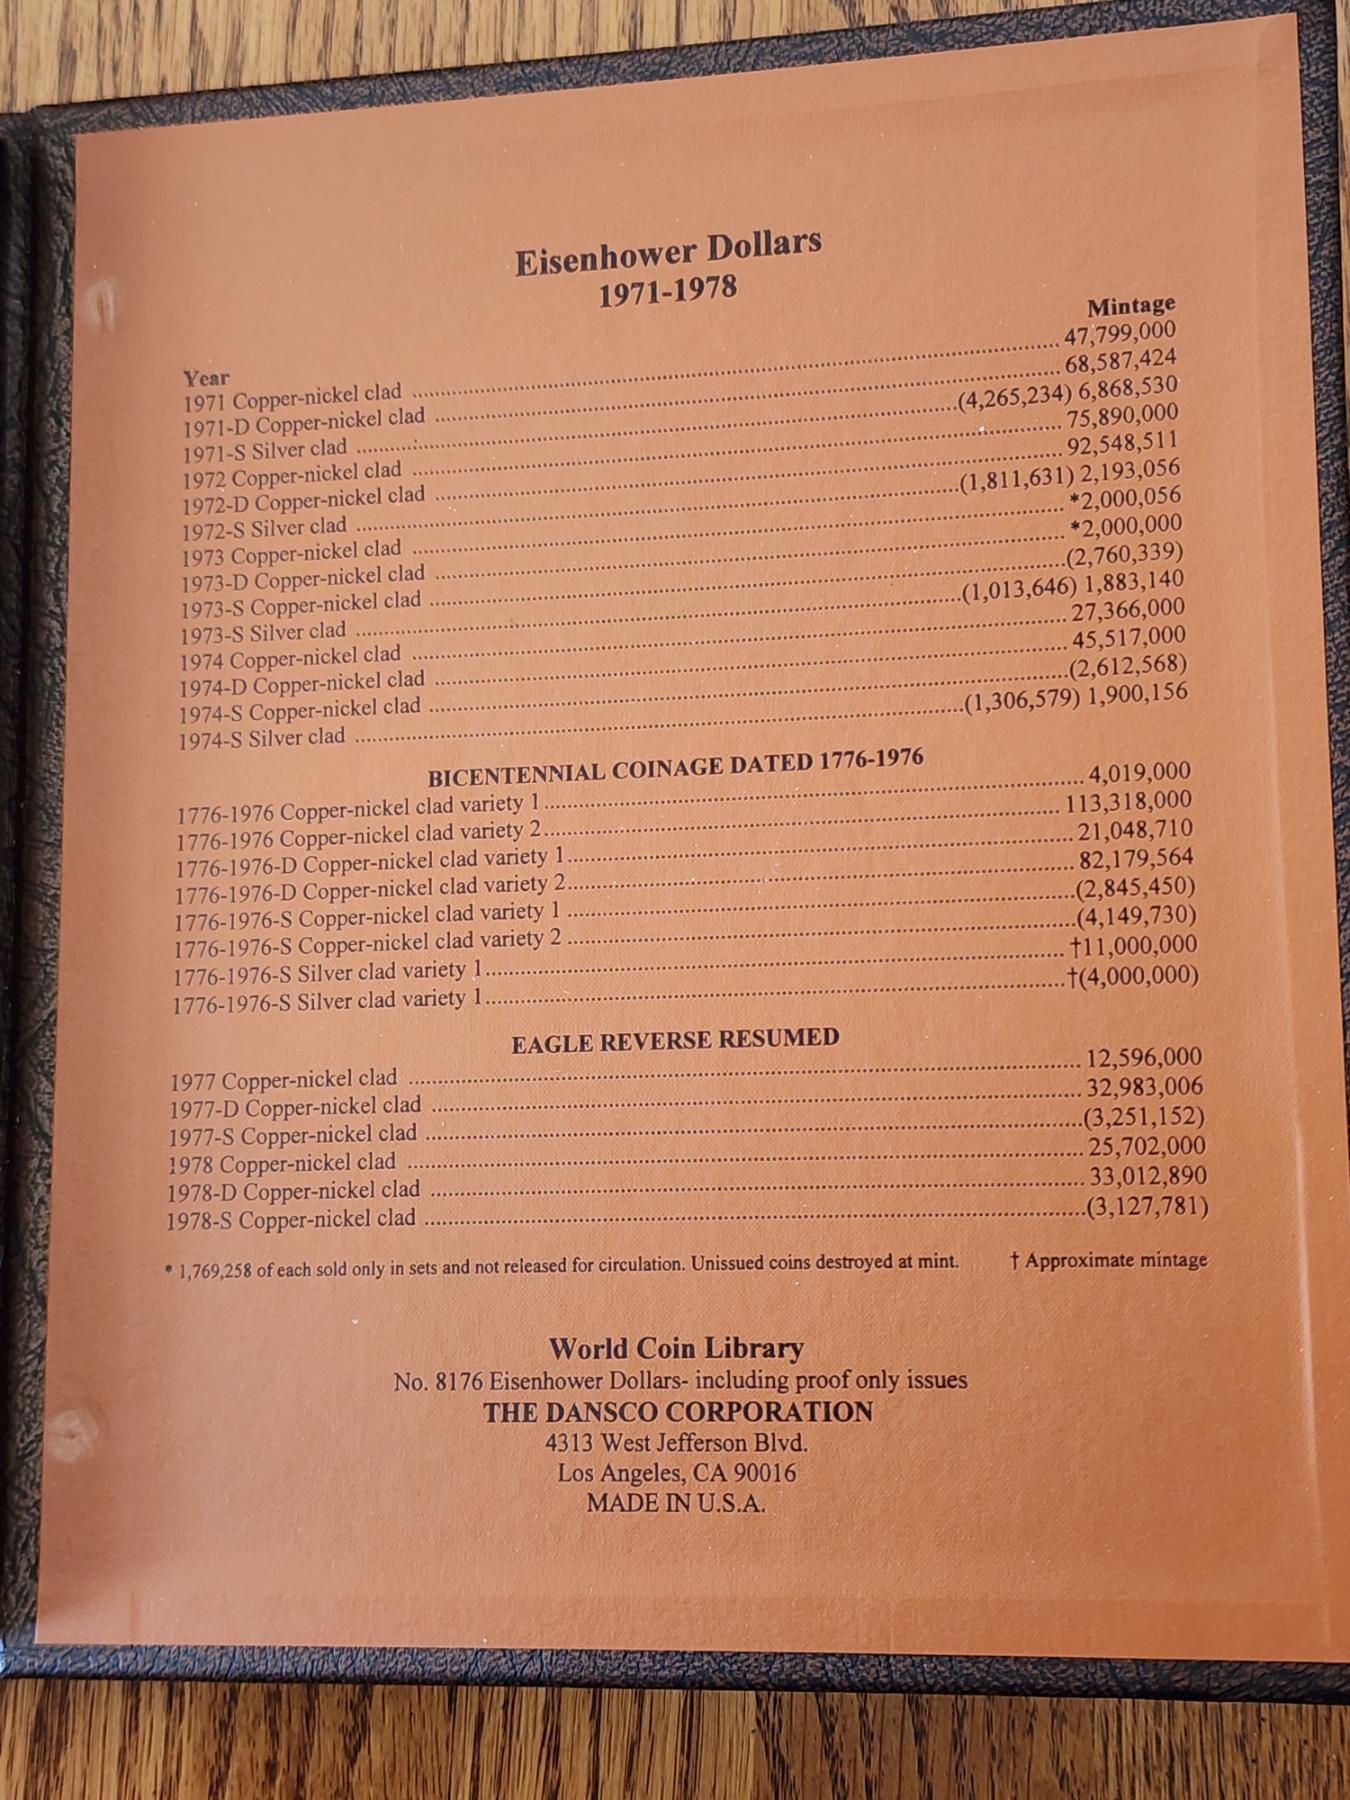 Eisenhower Dollars
1971-1978
Year Mintage
1971 Copper-nickel clad ........ 47,799,000
1971-D Copper-nickel clad ........ 68,587,424
1971-S Silver clad ........ (4,265,234) 6,868,530
1972 Copper-nickel clad ........ 75,890,000
1972-D Copper-nickel clad ........ 92,548,511
1972-S Silver clad ........ (1,811,631) 2,193,056
1973 Copper-nickel clad ........ *2,000,056
1973-D Copper-nickel clad ........ *2,000,000
1973-S Copper-nickel clad ........ (2,760,339)
1973-S Silver clad ........ (1,013,646) 1,883,140
1974 Copper-nickel clad ........ 27,366,000
1974-D Copper-nickel clad ........ 45,517,000
1974-S Copper-nickel clad ........ (2,612,568)
1974-S Silver clad ........ (1,306,579) 1,900,156
BICENTENNIAL COINAGE DATED 1776-1976
1776-1976 Copper-nickel clad variety 1 ........ 4,019,000
1776-1976 Copper-nickel clad variety 2 ........ 113,318,000
1776-1976-D Copper-nickel clad variety 1 ........ 21,048,710
1776-1976-D Copper-nickel clad variety 2 ........ 82,179,564
1776-1976-S Copper-nickel clad variety 1 ........ (2,845,450)
1776-1976-S Copper-nickel clad variety 2 ........ (4,149,730)
1776-1976-S Silver clad variety 1 ........ †11,000,000
1776-1976-S Silver clad variety 1 ........ †(4,000,000)
EAGLE REVERSE RESUMED
1977 Copper-nickel clad ........ 12,596,000
1977-D Copper-nickel clad ........ 32,983,006
1977-S Copper-nickel clad ........ (3,251,152)
1978 Copper-nickel clad ........ 25,702,000
1978-D Copper-nickel clad ........ 33,012,890
1978-S Copper-nickel clad ........ (3,127,781)
* 1,769,258 of each sold only in sets and not released for circulation. Unissued coins destroyed at mint. † Approximate mintage
World Coin Library
No. 8176 Eisenhower Dollars- including proof only issues
THE DANSCO CORPORATION
4313 West Jefferson Blvd.
Los Angeles, CA 90016
MADE IN U.S.A.